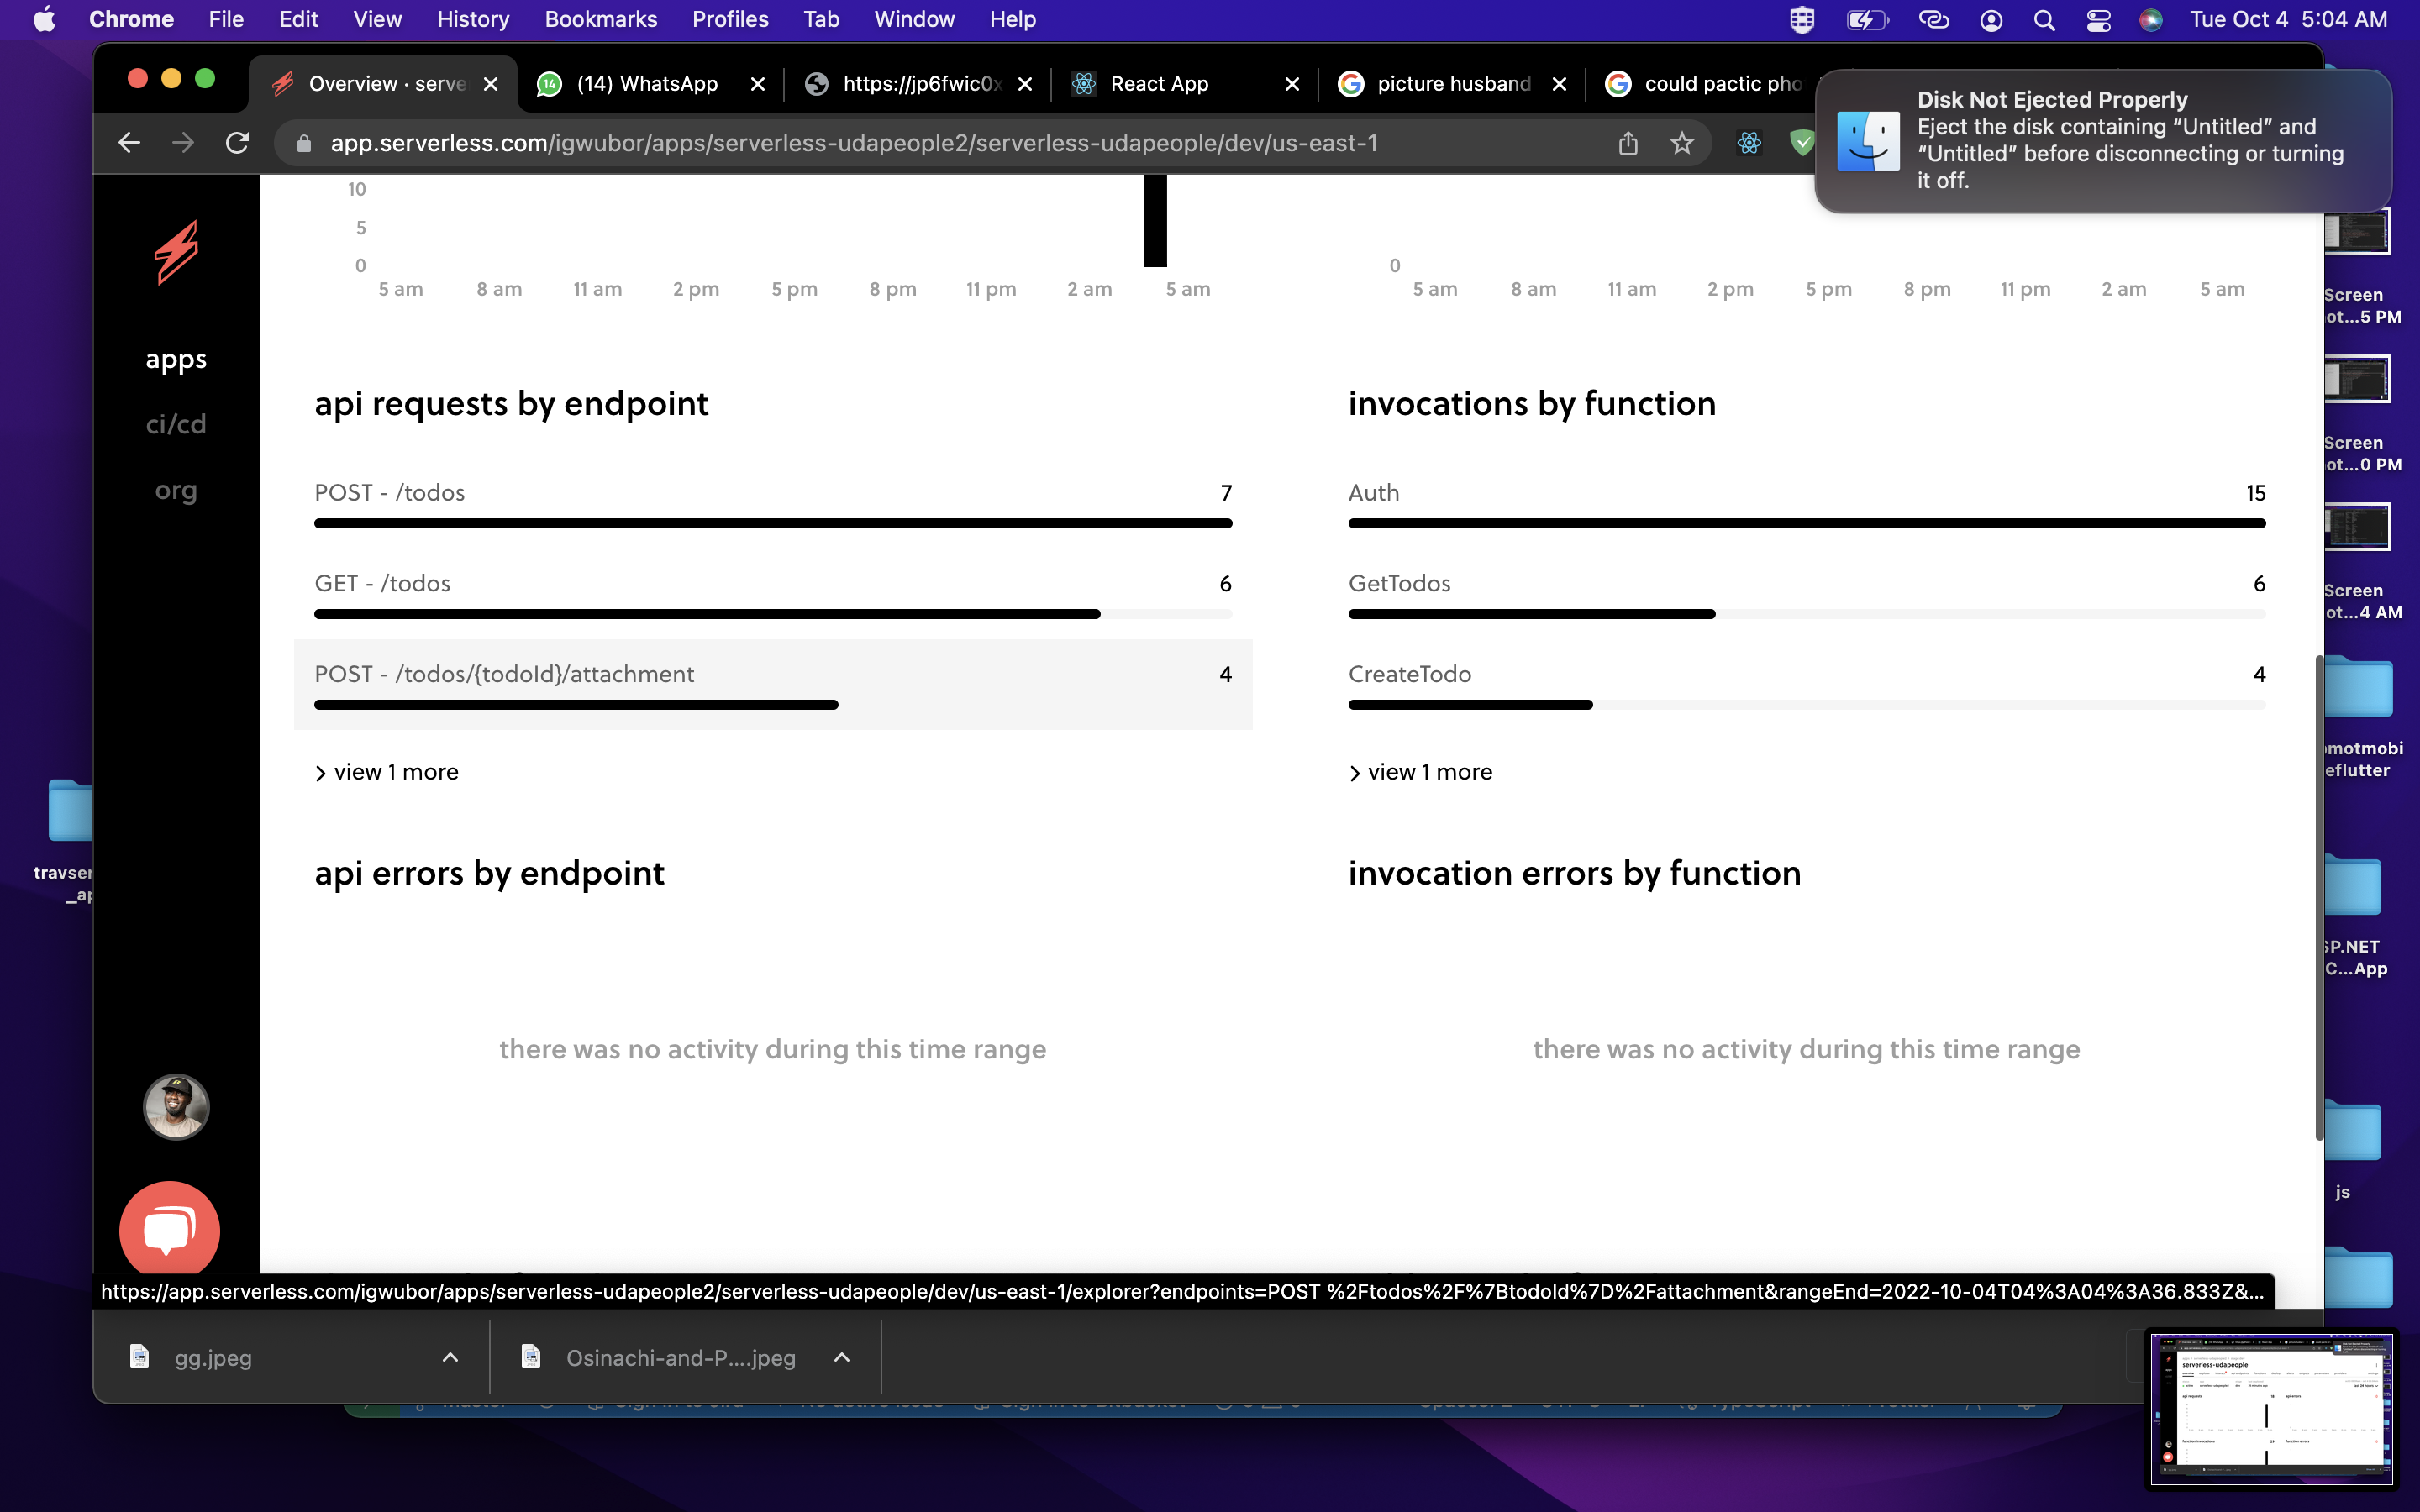 Chrome File Edit View History Bookmarks Profiles Tab Window Help Tue Oct 4 5:04 AM
Overview · serve (14) WhatsApp https://jp6fwic0x React App picture husband could pactic pho
app.serverless.com/igwubor/apps/serverless-udapeople2/serverless-udapeople/dev/us-east-1
Disk Not Ejected Properly
Eject the disk containing “Untitled” and
“Untitled” before disconnecting or turning
it off.
10
5
0
5 am 8 am 11 am 2 pm 5 pm 8 pm 11 pm 2 am 5 am
0
5 am 8 am 11 am 2 pm 5 pm 8 pm 11 pm 2 am 5 am
apps
ci/cd
org
api requests by endpoint
POST - /todos 7
GET - /todos 6
POST - /todos/{todoId}/attachment 4
view 1 more
invocations by function
Auth 15
GetTodos 6
CreateTodo 4
view 1 more
api errors by endpoint
there was no activity during this time range
invocation errors by function
there was no activity during this time range
https://app.serverless.com/igwubor/apps/serverless-udapeople2/serverless-udapeople/dev/us-east-1/explorer?endpoints=POST %2Ftodos%2F%7BtodoId%7D%2Fattachment&rangeEnd=2022-10-04T04%3A04%3A36.833Z&...
gg.jpeg
Osinachi-and-P....jpeg
Screen
ot...5 PM
Screen
ot...0 PM
Screen
ot...4 AM
omotmobi
eflutter
SP.NET
C...App
js
travser
_ap
serverless-udapeople